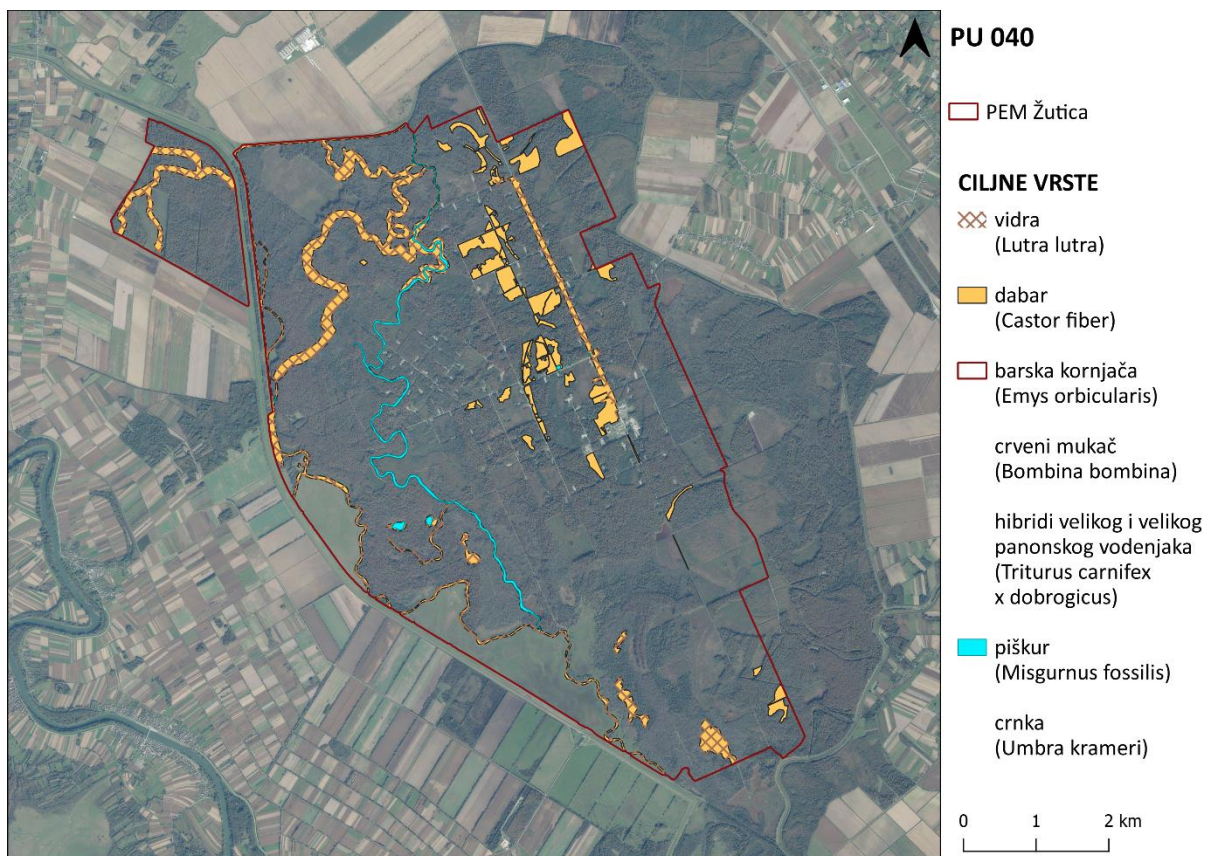 PU 040
PEM Žutica
CILJNE VRSTE
vidra
(Lutra lutra)
dabar
(Castor fiber)
barska kornjača
(Emys orbicularis)
crveni mukač
(Bombina bombina)
hibridi velikog i velikog
panonskog vodenjaka
(Triturus carnifex
x dobrogicus)
piškur
(Misgurnus fossilis)
crnka
(Umbra krameri)
0 1 2 km